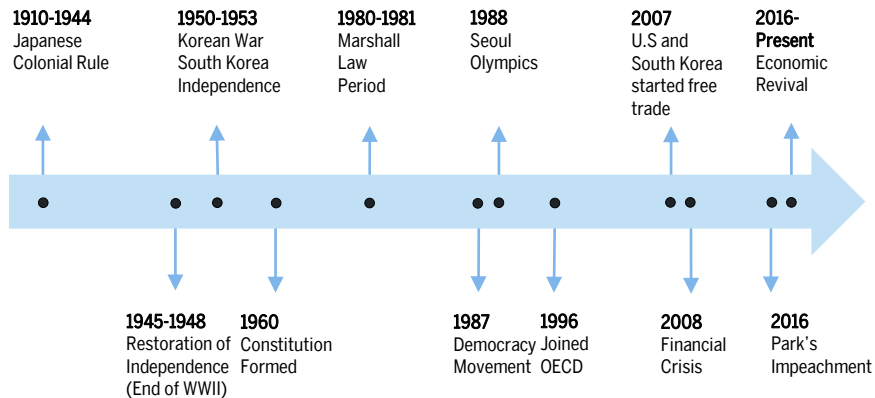 1910-1944
Japanese
Colonial Rule
1950-1953
Korean War
South Korea
Independence
1980-1981
Marshall
Law
Period
1988
Seoul
Olympics
2007
U.S and
South Korea
started free
trade
2016-
Present
Economic
Revival
1945-1948
Restoration of
Independence
(End of WWII)
1960
Constitution
Formed
1987
Democracy
Movement
1996
Joined
OECD
2008
Financial
Crisis
2016
Park's
Impeachment